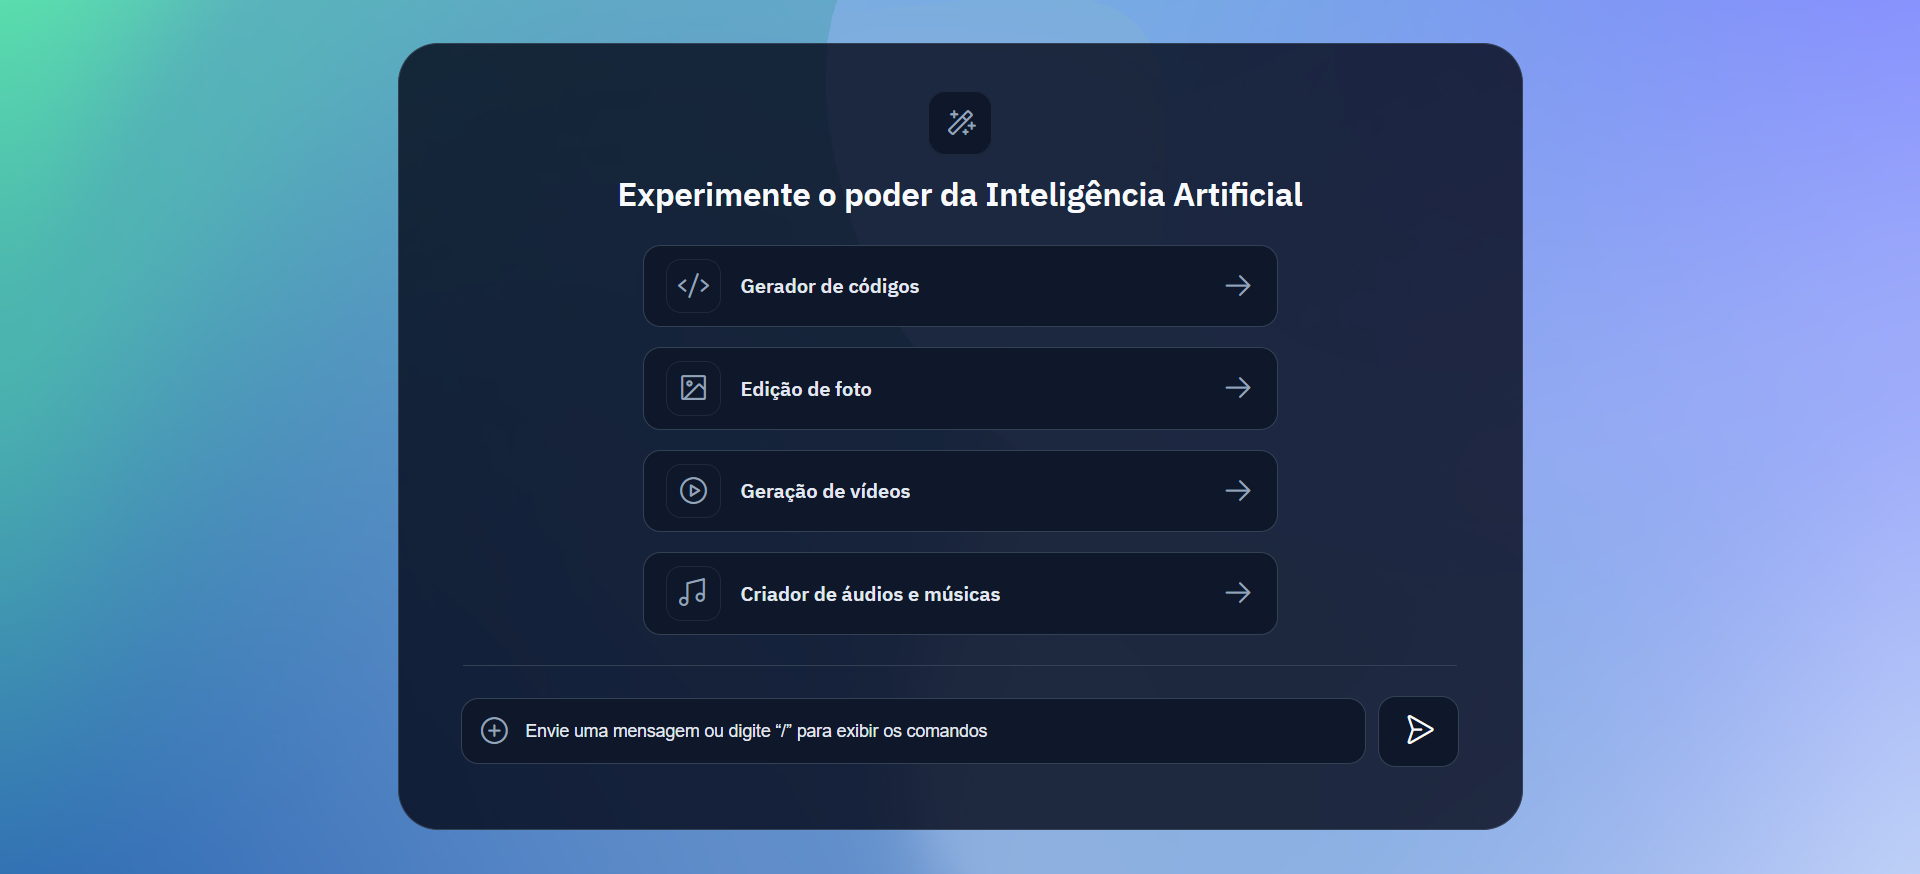 Experimente o poder da Inteligência Artificial
Gerador de códigos
Edição de foto
Geração de vídeos
Criador de áudios e músicas
Envie uma mensagem ou digite “/” para exibir os comandos